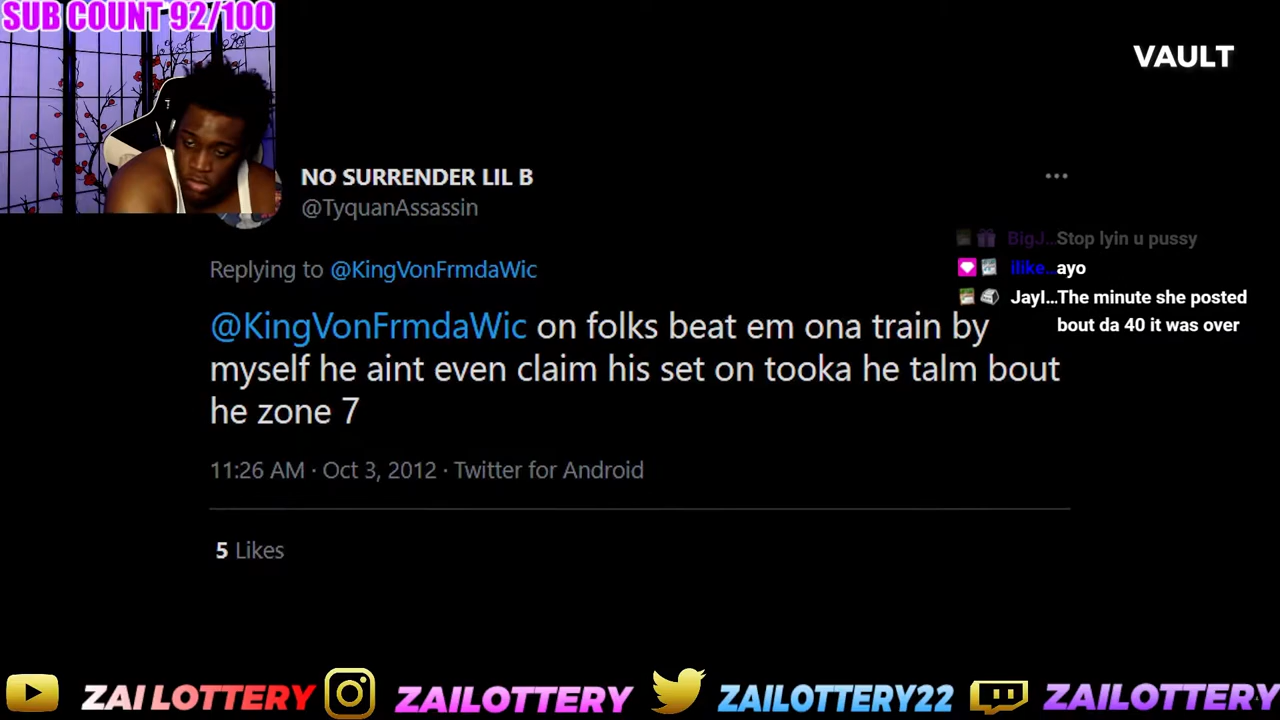 SUB COUNT 92/100
VAULT
NO SURRENDER LIL B
@TyquanAssassin
Replying to @KingVonFrmdaWic
@KingVonFrmdaWic on folks beat em ona train by
myself he aint even claim his set on tooka he talm bout
he zone 7
11:26 AM · Oct 3, 2012 · Twitter for Android
5 Likes
BigJ... Stop lyin u pussy
ilike... ayo
JayI... The minute she posted
bout da 40 it was over
ZAI LOTTERY
ZAILOTTERY
ZAILOTTERY22
ZAILOTTERY